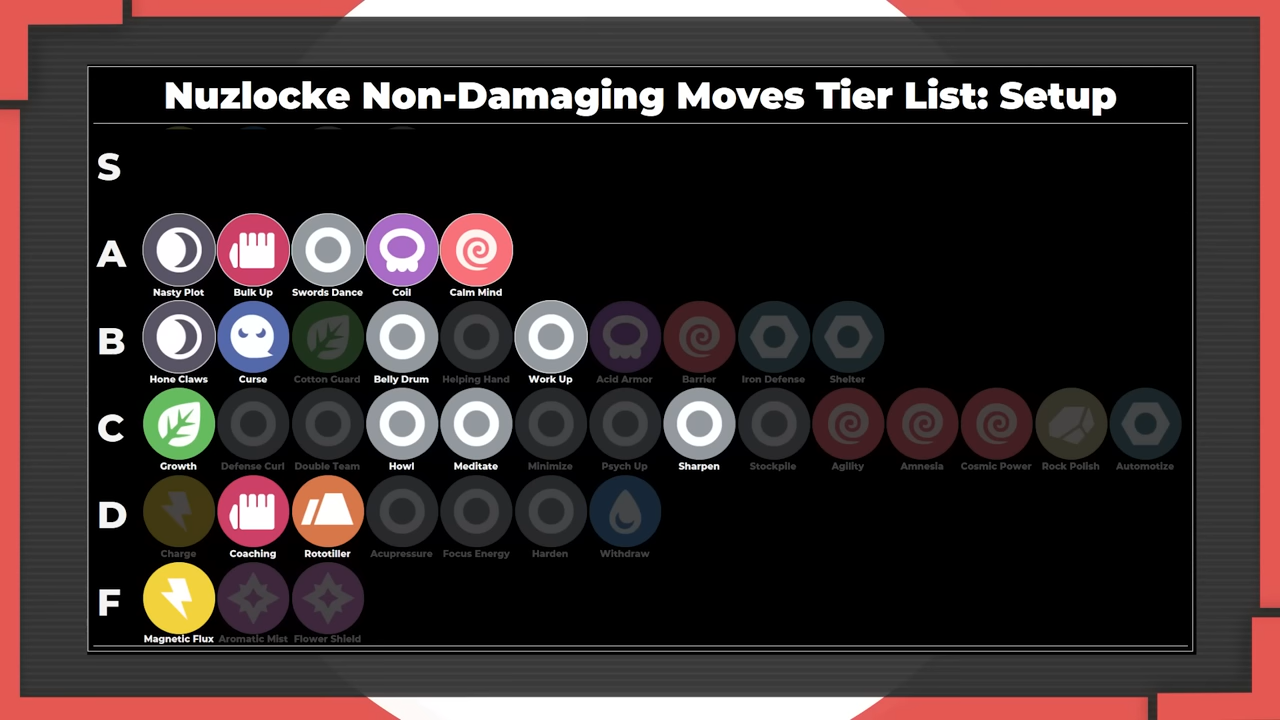 Nuzlocke Non-Damaging Moves Tier List: Setup
S
A
Nasty Plot Bulk Up Swords Dance Coil Calm Mind
B
Hone Claws Curse Cotton Guard Belly Drum Helping Hand Work Up Acid Armor Barrier Iron Defense Shelter
C
Growth Defense Curl Double Team Howl Meditate Minimize Psych Up Sharpen Stockpile Agility Amnesia Cosmic Power Rock Polish Automotize
D
Charge Coaching Rototiller Acupressure Focus Energy Harden Withdraw
F
Magnetic Flux Aromatic Mist Flower Shield